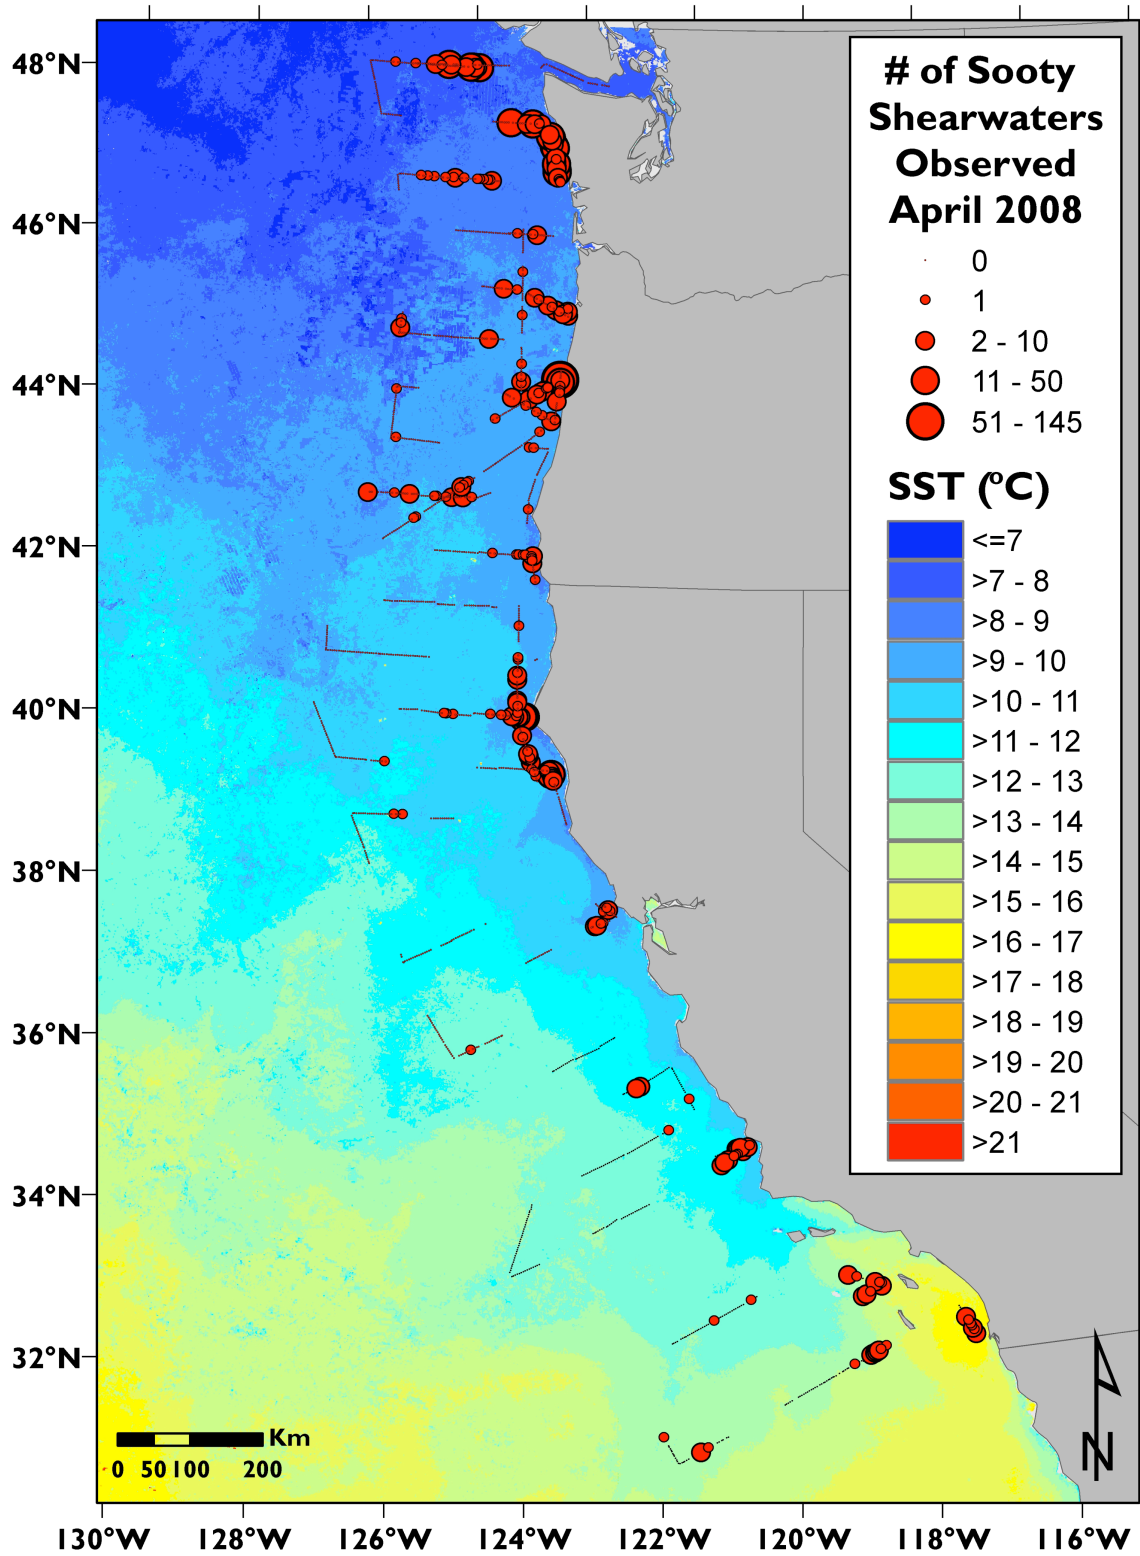 # of Sooty
Shearwaters
Observed
April 2008
0
1
2 - 10
11 - 50
51 - 145
SST (ºC)
<=7
>7 - 8
>8 - 9
>9 - 10
>10 - 11
>11 - 12
>12 - 13
>13 - 14
>14 - 15
>15 - 16
>16 - 17
>17 - 18
>18 - 19
>19 - 20
>20 - 21
>21
48°N
46°N
44°N
42°N
40°N
38°N
36°N
34°N
32°N
Km
0 50 100 200
N
130°W 128°W 126°W 124°W 122°W 120°W 118°W 116°W